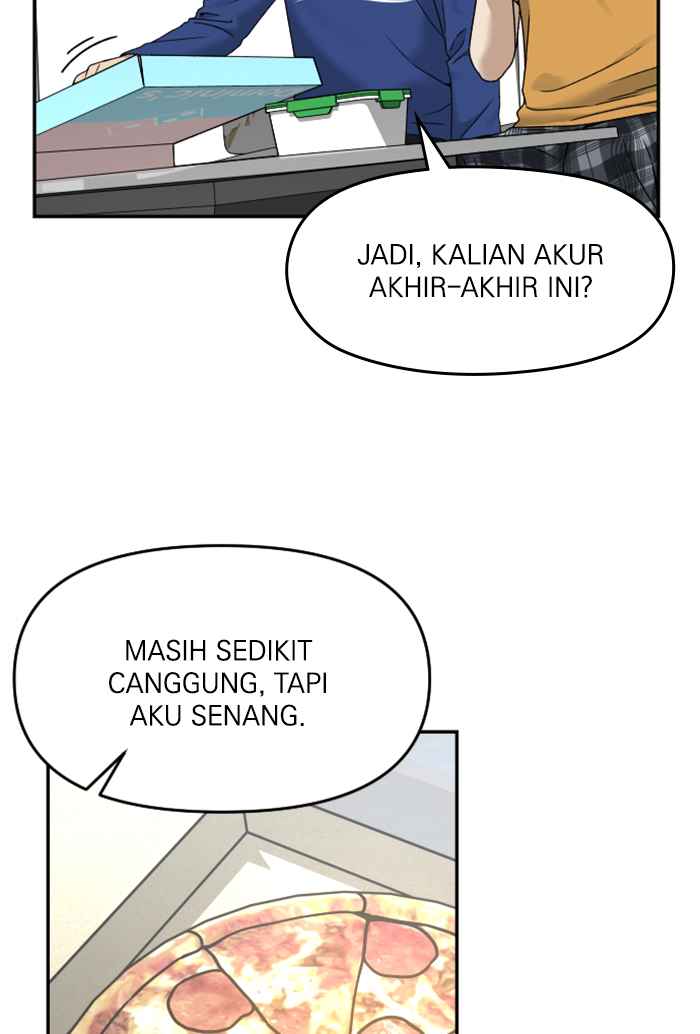 JADI, KALIAN AKUR
AKHIR-AKHIR INI?
MASIH SEDIKIT
CANGGUNG, TAPI
AKU SENANG.